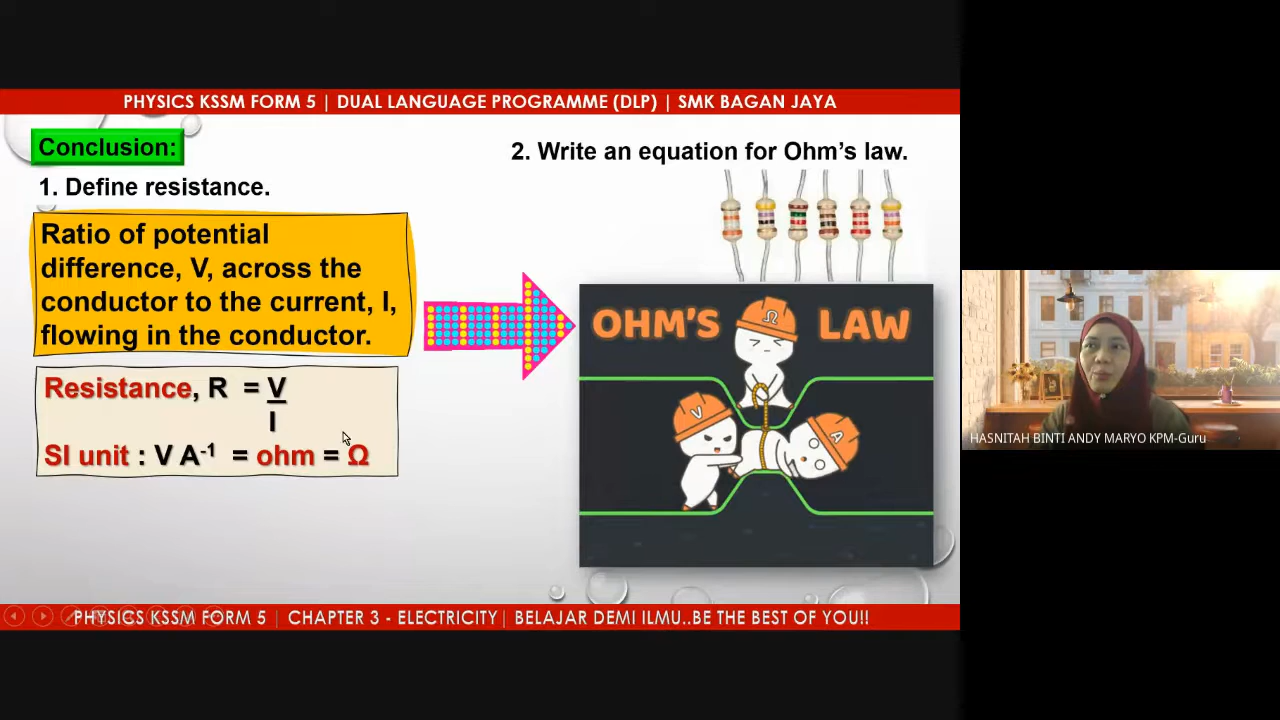 PHYSICS KSSM FORM 5 | DUAL LANGUAGE PROGRAMME (DLP) | SMK BAGAN JAYA
Conclusion:
1. Define resistance.
Ratio of potential
difference, V, across the
conductor to the current, I,
flowing in the conductor.
Resistance, R = V
I
SI unit : V A⁻¹ = ohm = Ω
2. Write an equation for Ohm's law.
OHM'S LAW
Ω
V
A
HASNITAH BINTI ANDY MARYO KPM-Guru
PHYSICS KSSM FORM 5 | CHAPTER 3 - ELECTRICITY| BELAJAR DEMI ILMU..BE THE BEST OF YOU!!